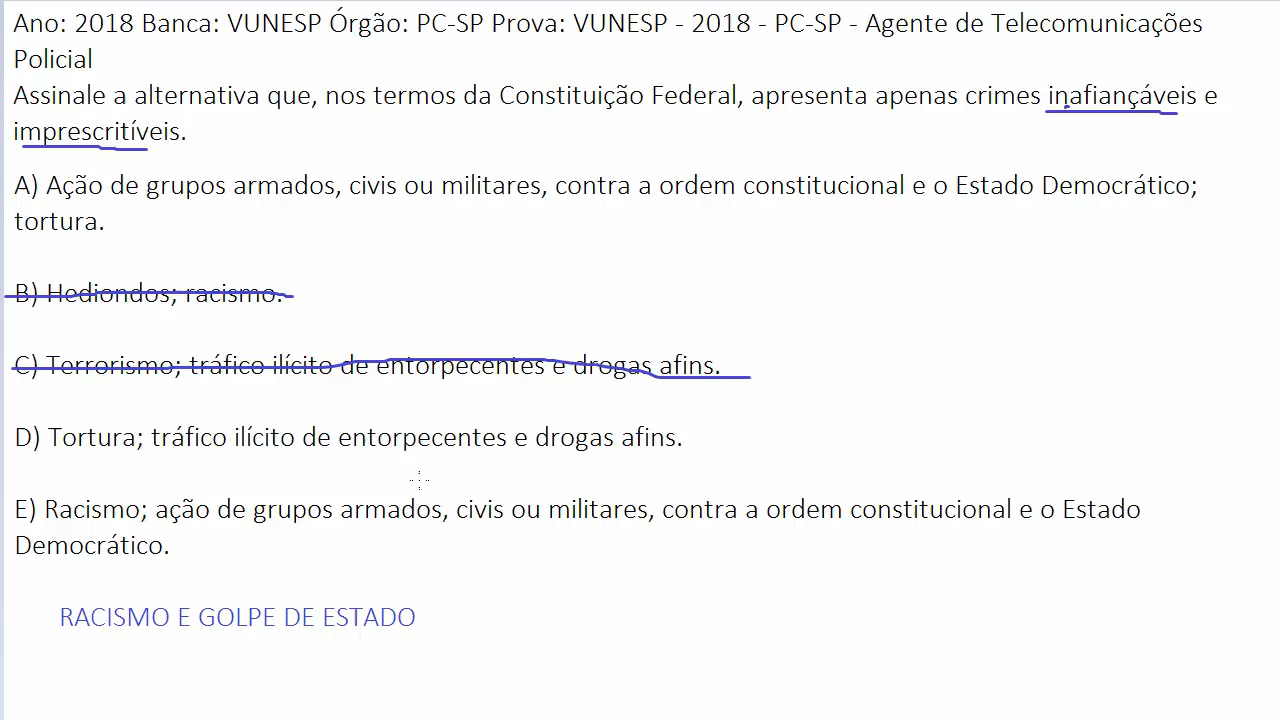 Ano: 2018 Banca: VUNESP Órgão: PC-SP Prova: VUNESP - 2018 - PC-SP - Agente de Telecomunicações
Policial
Assinale a alternativa que, nos termos da Constituição Federal, apresenta apenas crimes inafiançáveis e
imprescritíveis.
A) Ação de grupos armados, civis ou militares, contra a ordem constitucional e o Estado Democrático;
tortura.
B) Hediondos; racismo.
C) Terrorismo; tráfico ilícito de entorpecentes e drogas afins.
D) Tortura; tráfico ilícito de entorpecentes e drogas afins.
E) Racismo; ação de grupos armados, civis ou militares, contra a ordem constitucional e o Estado
Democrático.
RACISMO E GOLPE DE ESTADO